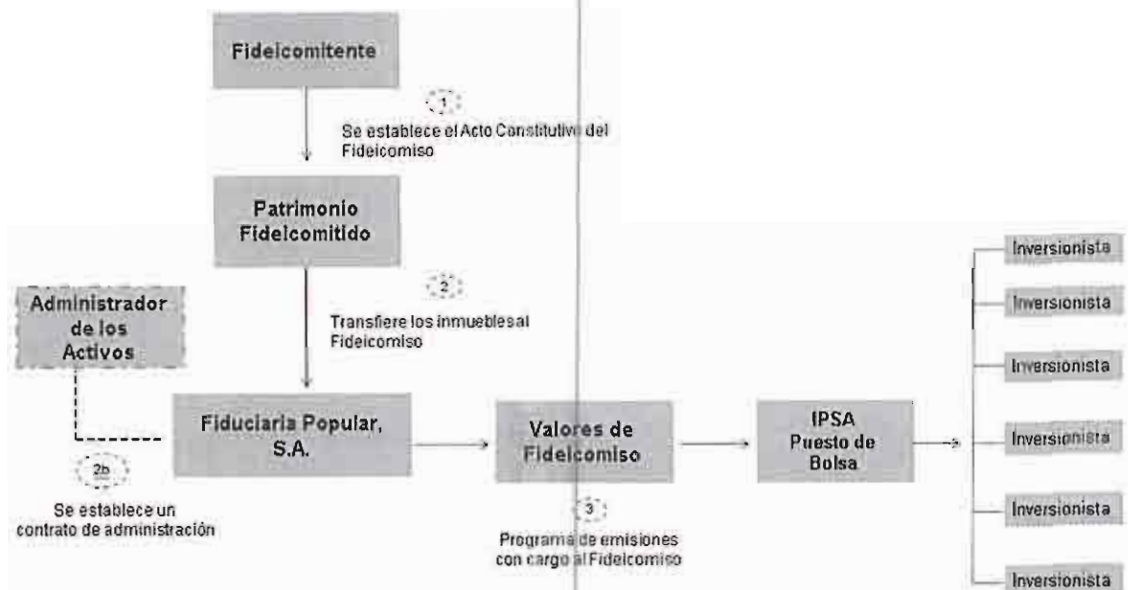 Fideicomitente
1
Se establece el Acto Constitutivo del
Fideicomiso
Patrimonio
Fideicomitido
2
Transfiere los inmuebles al
Fideicomiso
Administrador
de los
Activos
2b
Se establece un
contrato de administración
Fiduciaria Popular,
S.A.
Valores de
Fideicomiso
3
Programa de emisiones
con cargo al Fideicomiso
IPSA
Puesto de
Bolsa
Inversionista
Inversionista
Inversionista
Inversionista
Inversionista
Inversionista